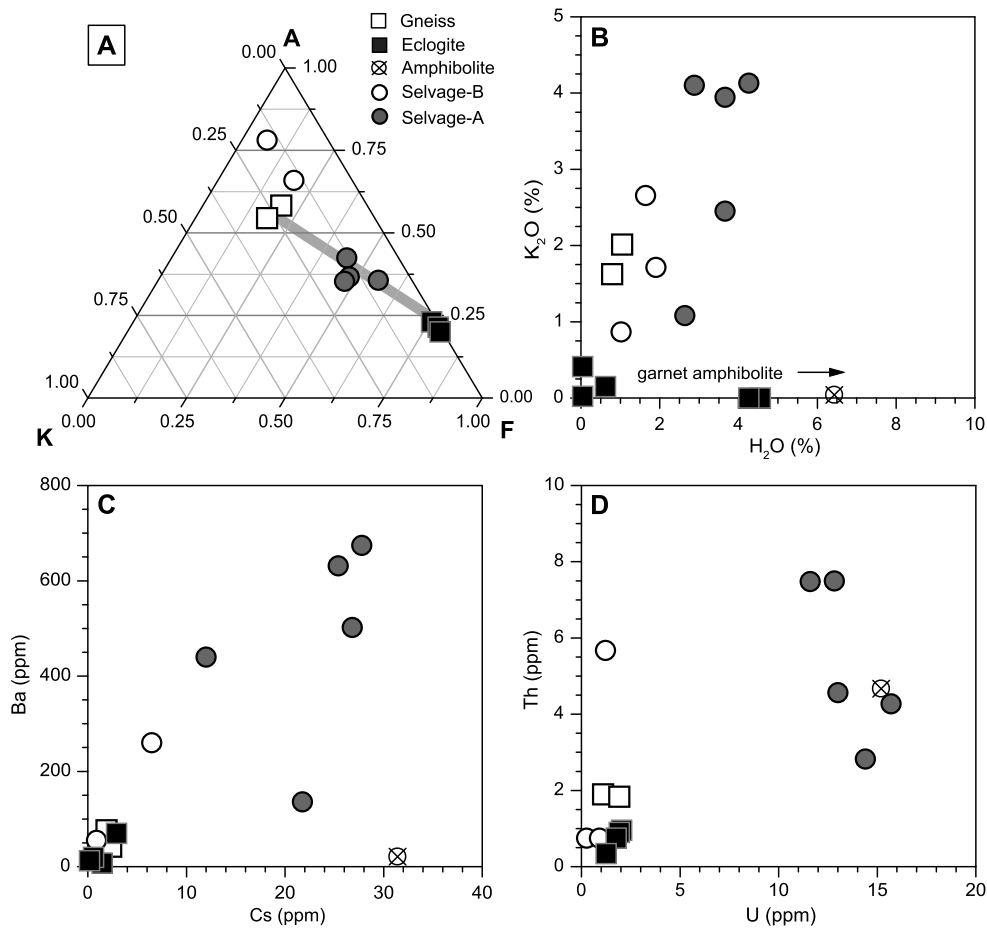 A
A
Gneiss
Eclogite
Amphibolite
Selvage-B
Selvage-A
0.00
1.00
0.25
0.75
0.50
0.50
0.75
0.25
1.00
0.00
0.00
0.25
0.50
0.75
1.00
K
F
B
5
4
3
2
1
0
K2O (%)
garnet amphibolite
0
2
4
6
8
10
H2O (%)
C
800
600
400
200
0
Ba (ppm)
0
10
20
30
40
Cs (ppm)
D
10
8
6
4
2
0
Th (ppm)
0
5
10
15
20
U (ppm)